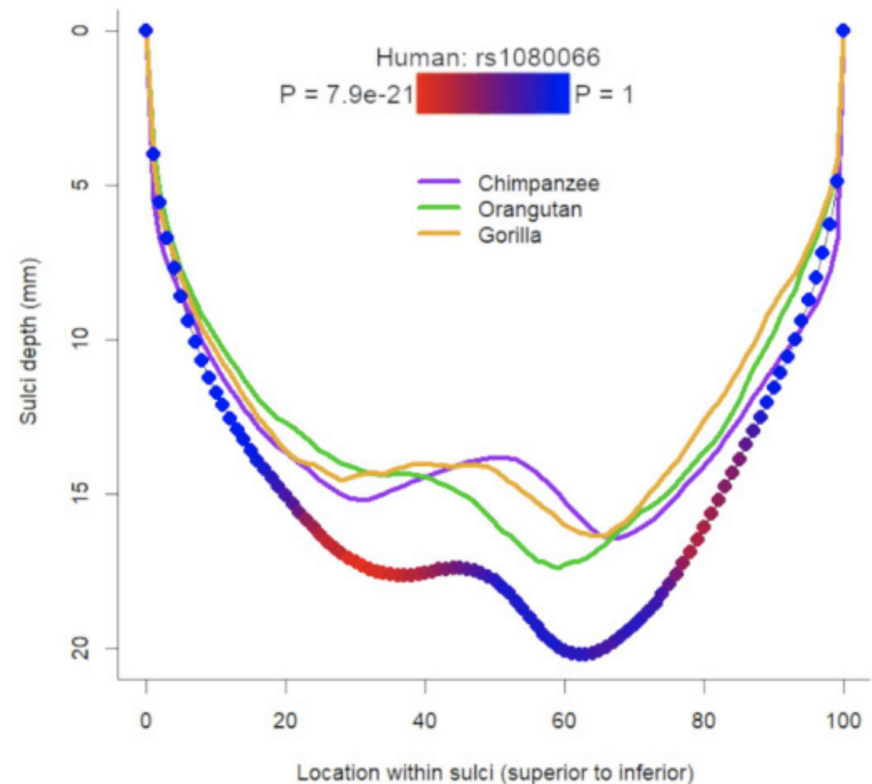 Human: rs1080066
P = 7.9e-21 P = 1
Chimpanzee
Orangutan
Gorilla
0
5
10
15
20
Sulci depth (mm)
0 20 40 60 80 100
Location within sulci (superior to inferior)